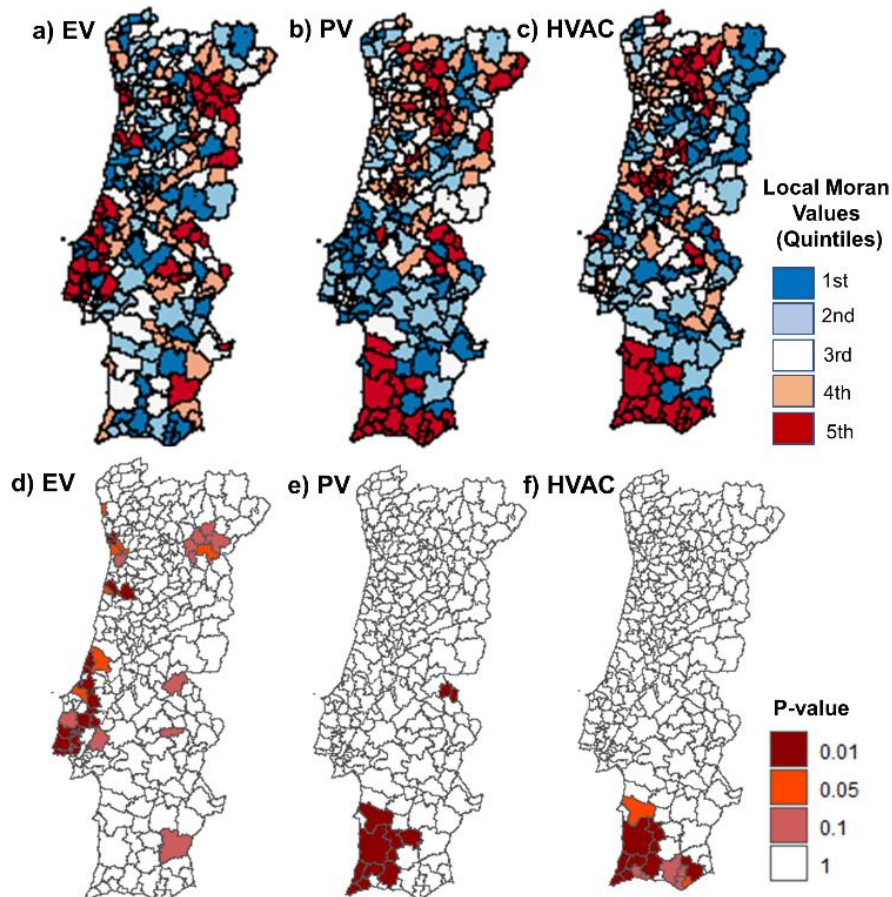 a) EV
b) PV
c) HVAC
Local Moran
Values
(Quintiles)
1st
2nd
3rd
4th
5th
d) EV
e) PV
f) HVAC
P-value
0.01
0.05
0.1
1